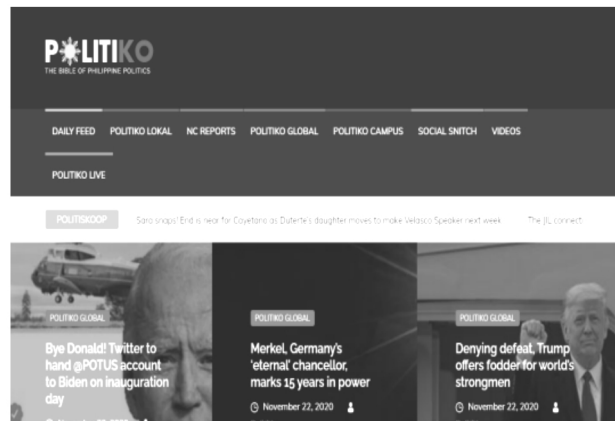 POLITIKO
THE BIBLE OF PHILIPPINE POLITICS
DAILY FEED POLITIKO LOKAL NC REPORTS POLITIKO GLOBAL POLITIKO CAMPUS SOCIAL SNITCH VIDEOS
POLITIKO LIVE
POLITISKOOP Sara snaps! End is near for Cayetano as Duterte's daughter moves to make Velasco Speaker next week The JIL connect
POLITIKO GLOBAL
Bye Donald! Twitter to
hand @POTUS account
to Biden on inauguration
day
POLITIKO GLOBAL
Merkel, Germany's
'eternal' chancellor,
marks 15 years in power
November 22, 2020
POLITIKO GLOBAL
Denying defeat, Trump
offers fodder for world's
strongmen
November 22, 2020